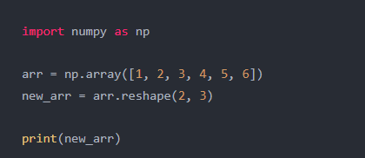 import numpy as np
arr = np.array([1, 2, 3, 4, 5, 6])
new_arr = arr.reshape(2, 3)
print(new_arr)